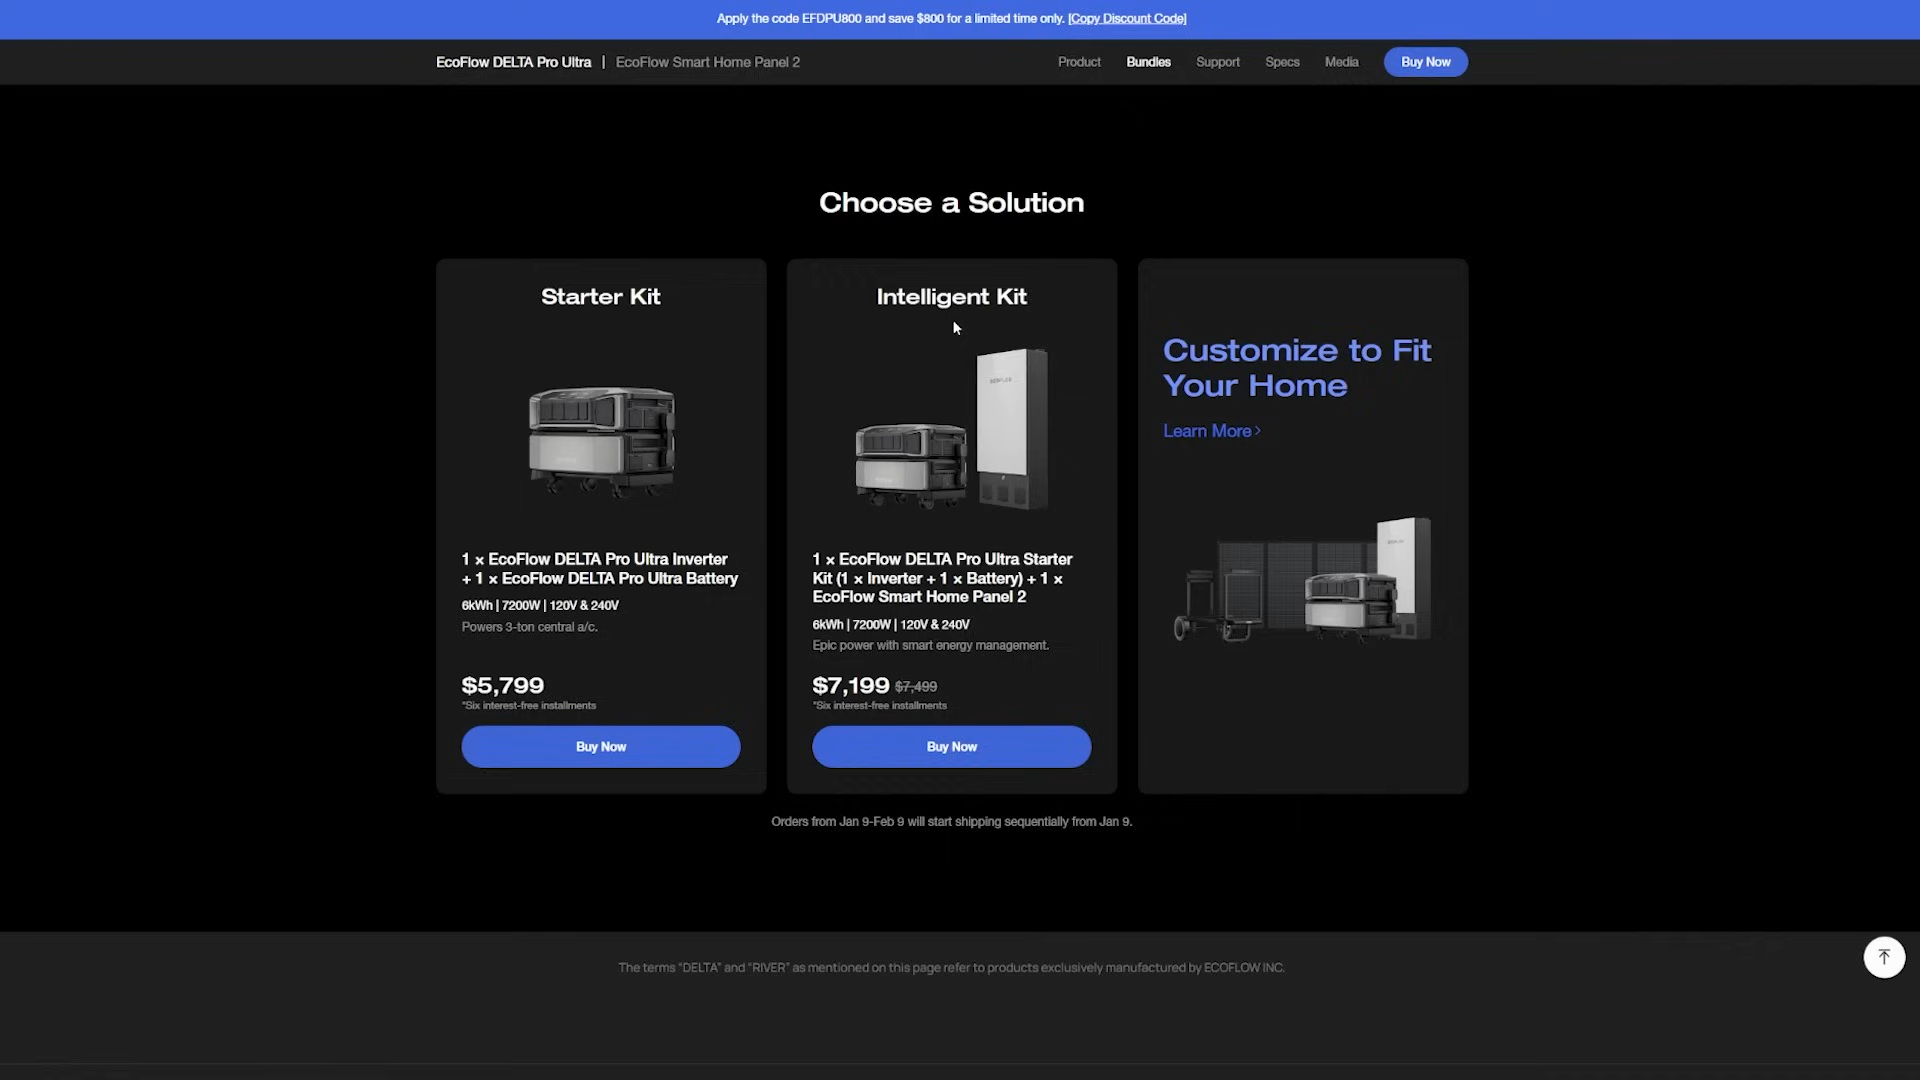 Apply the code EFDPU800 and save $800 for a limited time only. [Copy Discount Code]
EcoFlow DELTA Pro Ultra | EcoFlow Smart Home Panel 2
Product Bundles Support Specs Media Buy Now
Choose a Solution
Starter Kit
1 × EcoFlow DELTA Pro Ultra Inverter
+ 1 × EcoFlow DELTA Pro Ultra Battery
6kWh | 7200W | 120V & 240V
Powers 3-ton central a/c.
$5,799
*Six interest-free installments
Buy Now
Intelligent Kit
1 × EcoFlow DELTA Pro Ultra Starter
Kit (1 × Inverter + 1 × Battery) + 1 ×
EcoFlow Smart Home Panel 2
6kWh | 7200W | 120V & 240V
Epic power with smart energy management.
$7,199 $7,499
*Six interest-free installments
Buy Now
Customize to Fit
Your Home
Learn More >
Orders from Jan 9-Feb 9 will start shipping sequentially from Jan 9.
The terms “DELTA” and “RIVER” as mentioned on this page refer to products exclusively manufactured by ECOFLOW INC.